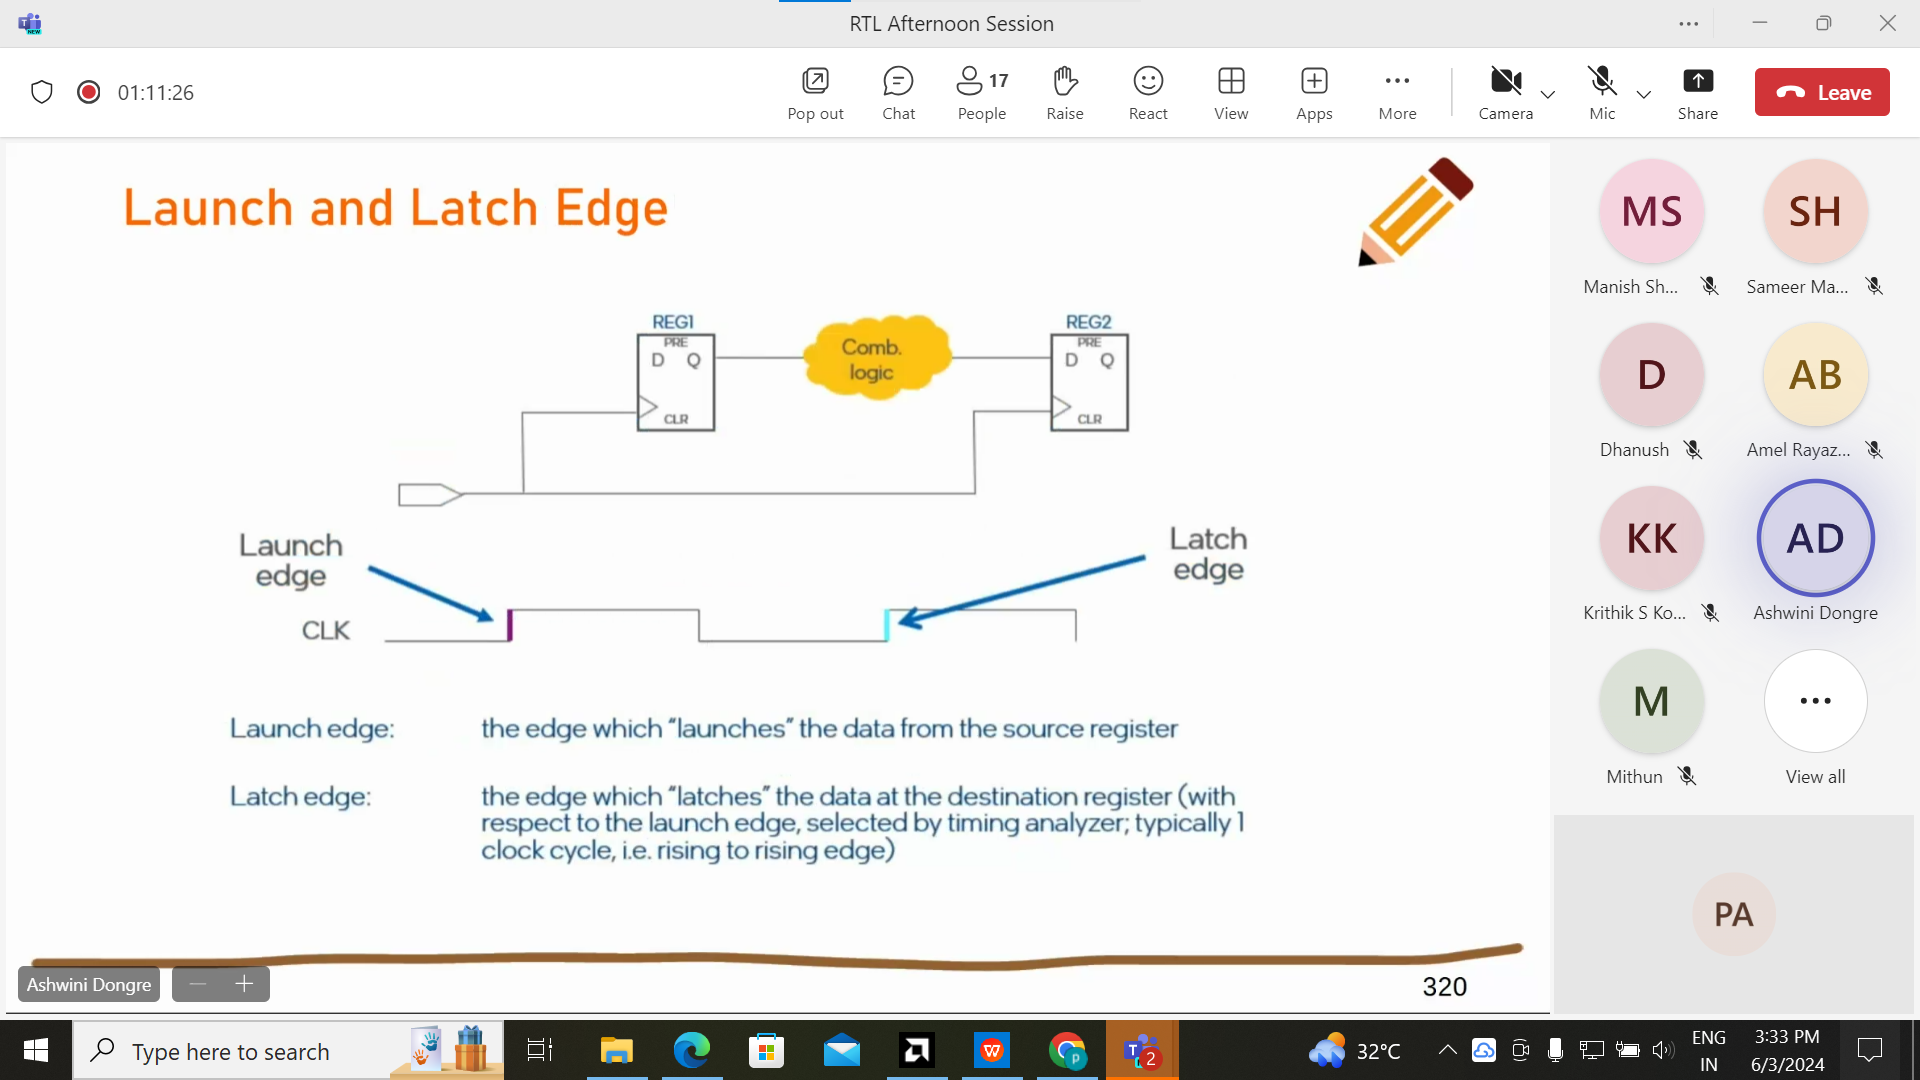 NEW
RTL Afternoon Session
01:11:26
Pop out
Chat
17
People
Raise
React
View
Apps
More
Camera
Mic
Share
Leave
Launch and Latch Edge
REG1
PRE
D Q
CLR
Comb.
logic
REG2
PRE
D Q
CLR
Launch
edge
Latch
edge
CLK
Launch edge: the edge which “launches” the data from the source register
Latch edge: the edge which “latches” the data at the destination register (with
respect to the launch edge, selected by timing analyzer; typically 1
clock cycle, i.e. rising to rising edge)
Ashwini Dongre
320
MS
Manish Sh...
SH
Sameer Ma...
D
Dhanush
AB
Amel Rayaz...
KK
Krithik S Ko...
AD
Ashwini Dongre
M
Mithun
View all
PA
Type here to search
W
p
2
32°C
ENG
IN
3:33 PM
6/3/2024